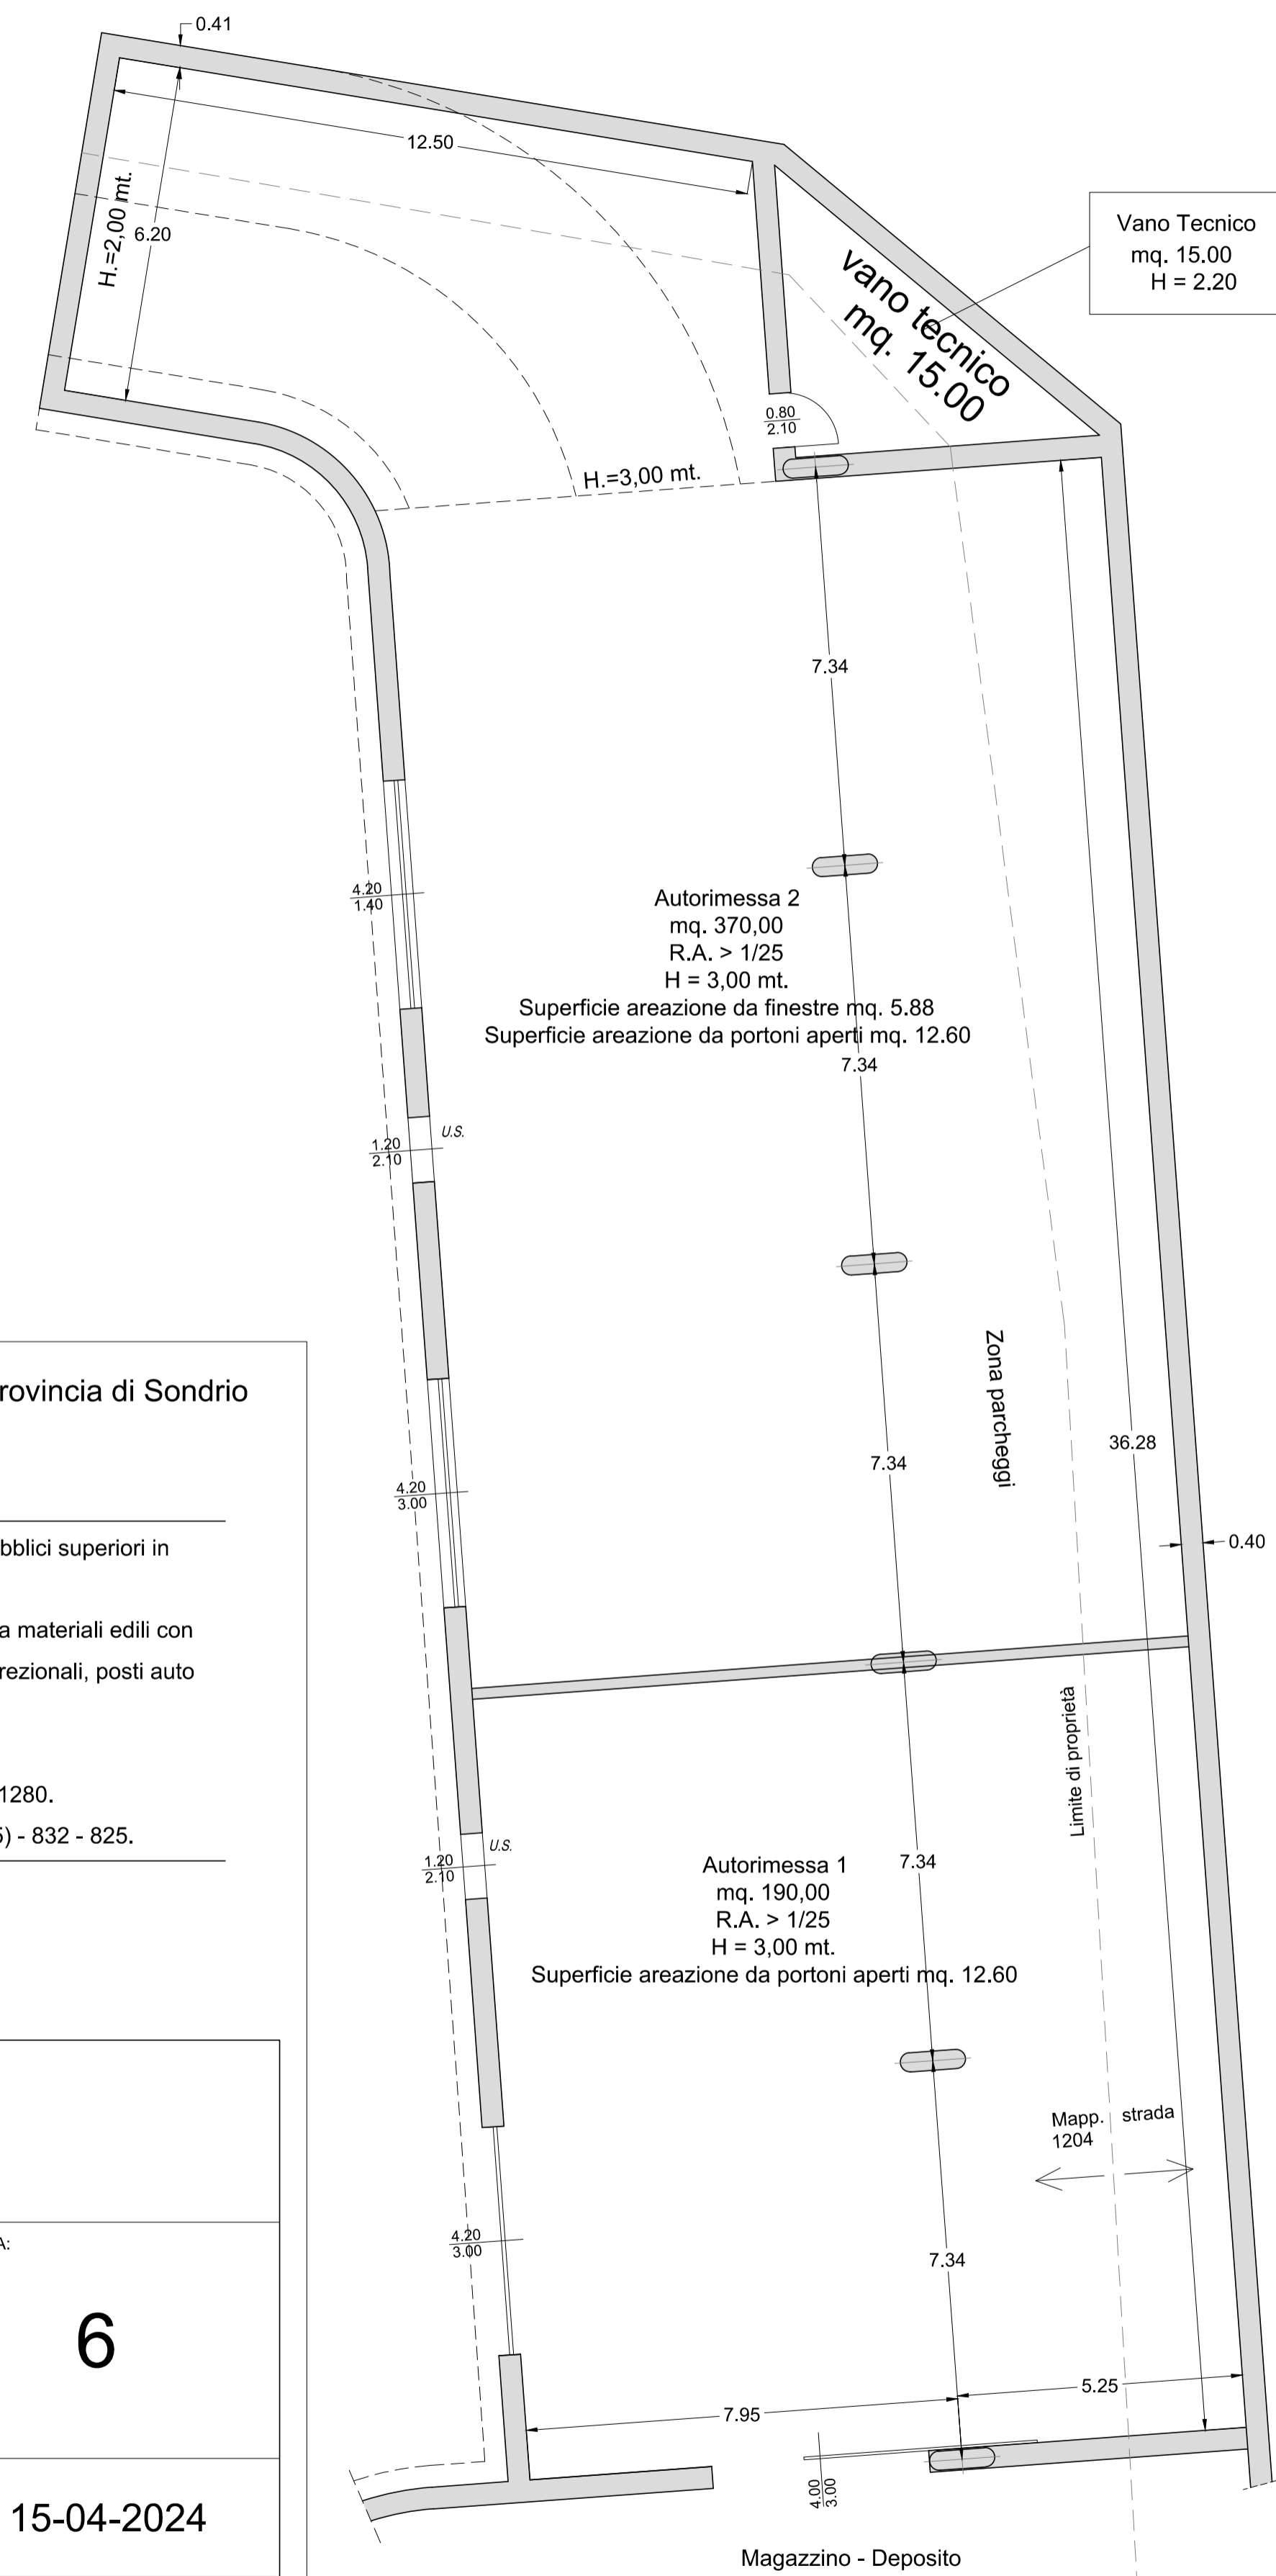 0.41
12.50
H.=2,00 mt.
6.20
Vano Tecnico
mq. 15.00
H = 2.20
vano tecnico
mq. 15.00
0.80
2.10
H.=3,00 mt.
7.34
4.20
1.40
Autorimessa 2
mq. 370,00
R.A. > 1/25
H = 3,00 mt.
Superficie areazione da finestre mq. 5.88
Superficie areazione da portoni aperti mq. 12.60
7.34
1.20
2.10
U.S.
Zona parcheggi
36.28
7.34
4.20
3.00
0.40
rovincia di Sondrio
bblici superiori in
a materiali edili con
rezionali, posti auto
1280.
) - 832 - 825.
Limite di proprietà
1.20
2.10
U.S.
Autorimessa 1
mq. 190,00
R.A. > 1/25
H = 3,00 mt.
Superficie areazione da portoni aperti mq. 12.60
7.34
Mapp. strada
1204
4.20
3.00
7.34
A:
6
5.25
7.95
4.00
3.00
15-04-2024
Magazzino - Deposito